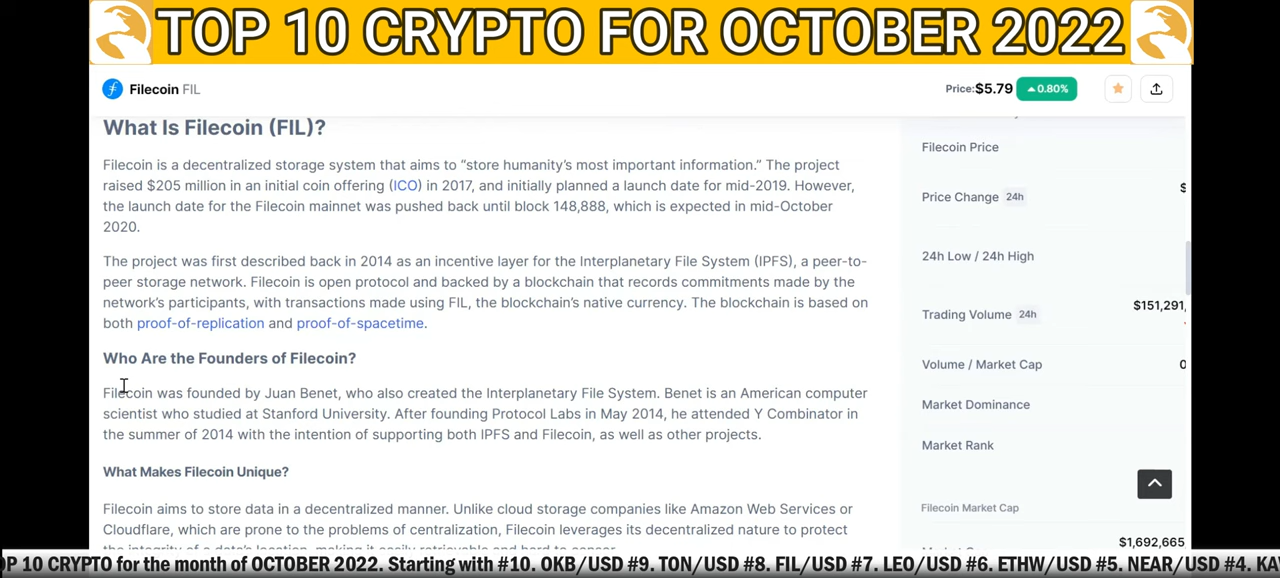 TOP 10 CRYPTO FOR OCTOBER 2022
Filecoin FIL
Price:$5.79 0.80%
What Is Filecoin (FIL)?
Filecoin is a decentralized storage system that aims to “store humanity’s most important information.” The project
raised $205 million in an initial coin offering (ICO) in 2017, and initially planned a launch date for mid-2019. However,
the launch date for the Filecoin mainnet was pushed back until block 148,888, which is expected in mid-October
2020.
The project was first described back in 2014 as an incentive layer for the Interplanetary File System (IPFS), a peer-to-
peer storage network. Filecoin is open protocol and backed by a blockchain that records commitments made by the
network’s participants, with transactions made using FIL, the blockchain’s native currency. The blockchain is based on
both proof-of-replication and proof-of-spacetime.
Who Are the Founders of Filecoin?
Filecoin was founded by Juan Benet, who also created the Interplanetary File System. Benet is an American computer
scientist who studied at Stanford University. After founding Protocol Labs in May 2014, he attended Y Combinator in
the summer of 2014 with the intention of supporting both IPFS and Filecoin, as well as other projects.
What Makes Filecoin Unique?
Filecoin aims to store data in a decentralized manner. Unlike cloud storage companies like Amazon Web Services or
Cloudflare, which are prone to the problems of centralization, Filecoin leverages its decentralized nature to protect
Filecoin Price
Price Change 24h
$
24h Low / 24h High
Trading Volume 24h
$151,291,
Volume / Market Cap
0
Market Dominance
Market Rank
Filecoin Market Cap
$1,692,665
OP 10 CRYPTO for the month of OCTOBER 2022. Starting with #10. OKB/USD #9. TON/USD #8. FIL/USD #7. LEO/USD #6. ETHW/USD #5. NEAR/USD #4. KA